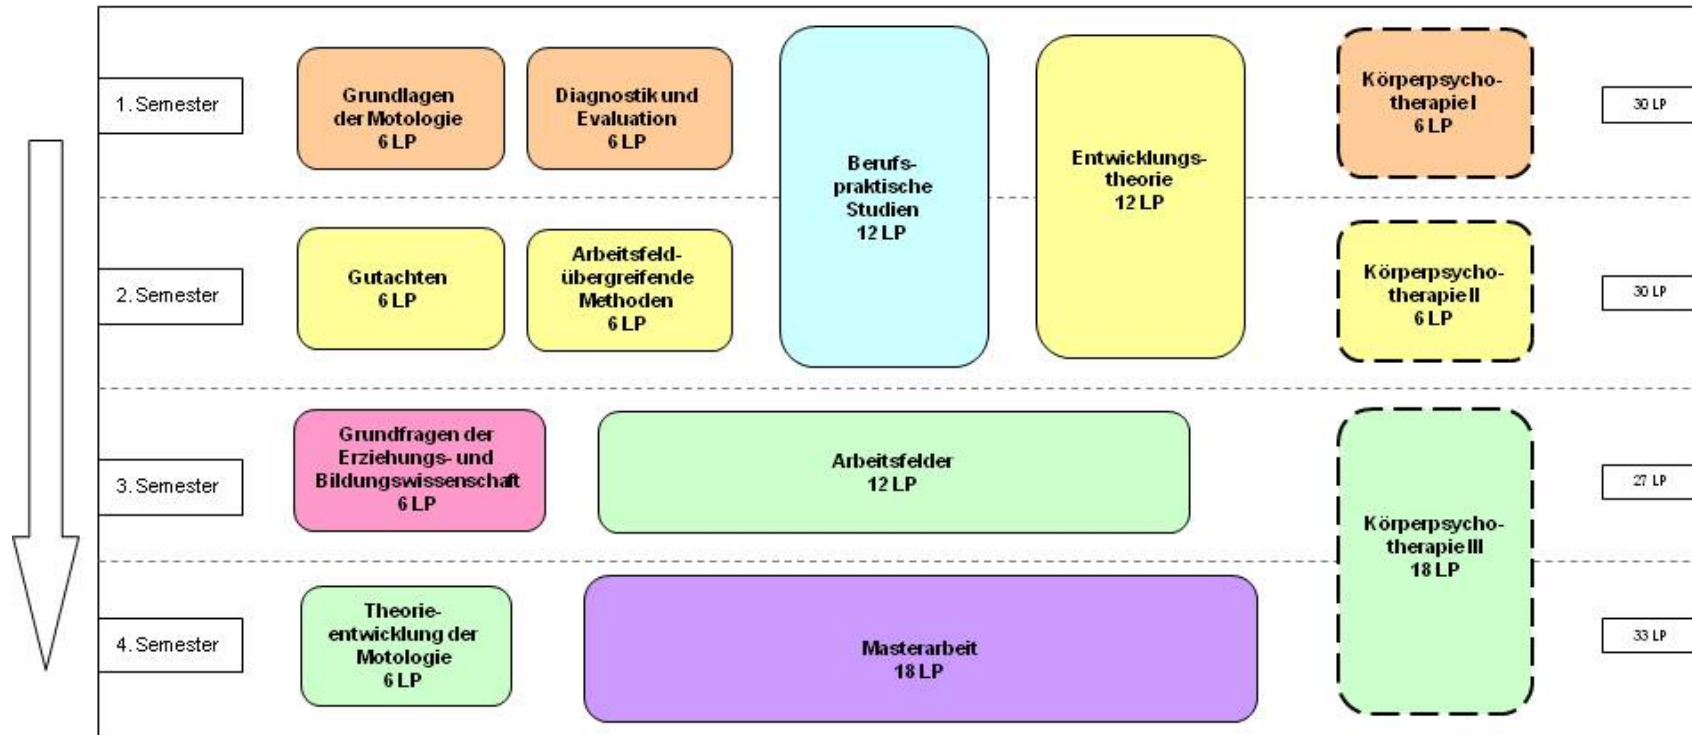 1. Semester
Grundlagen
der Motologie
6 LP
Diagnostik und
Evaluation
6 LP
Berufs-
praktische
Studien
12 LP
Entwicklungs-
theorie
12 LP
Körperpsycho-
therapie I
6 LP
30 LP
2. Semester
Gutachten
6 LP
Arbeitsfeld-
übergreifende
Methoden
6 LP
Körperpsycho-
therapie II
6 LP
30 LP
3. Semester
Grundfragen der
Erziehungs- und
Bildungswissenschaft
6 LP
Arbeitsfelder
12 LP
Körperpsycho-
therapie III
18 LP
27 LP
4. Semester
Theorie-
entwicklung der
Motologie
6 LP
Masterarbeit
18 LP
33 LP